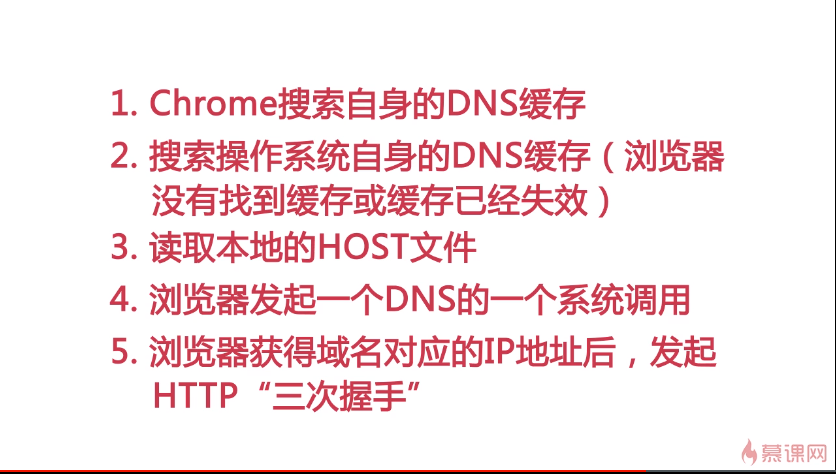 1. Chrome搜索自身的DNS缓存
2. 搜索操作系统自身的DNS缓存（浏览器
没有找到缓存或缓存已经失效）
3. 读取本地的HOST文件
4. 浏览器发起一个DNS的一个系统调用
5. 浏览器获得域名对应的IP地址后，发起
HTTP“三次握手”
慕课网